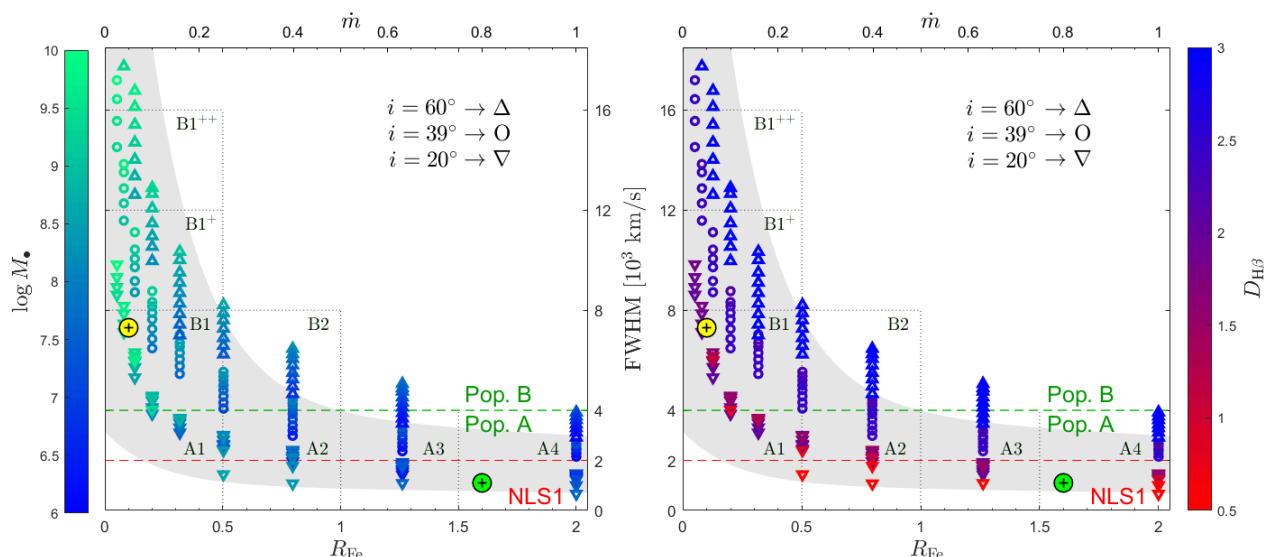 ṁ
0 0.2 0.4 0.6 0.8 1
10
9.5
9
8.5
8
7.5
7
6.5
6
log M●
i = 60° → Δ
i = 39° → O
i = 20° → ∇
B1⁺⁺
B1⁺
B1
B2
Pop. B
Pop. A
A1
A2
A3
A4
NLS1
16
12
8
6
4
2
0
0 0.5 1 1.5 2
R_Fe
FWHM [10³ km/s]
ṁ
0 0.2 0.4 0.6 0.8 1
i = 60° → Δ
i = 39° → O
i = 20° → ∇
B1⁺⁺
B1⁺
B1
B2
Pop. B
Pop. A
A1
A2
A3
A4
NLS1
16
12
8
4
2
0
0 0.5 1 1.5 2
R_Fe
3
2.5
2
1.5
1
0.5
D_Hβ